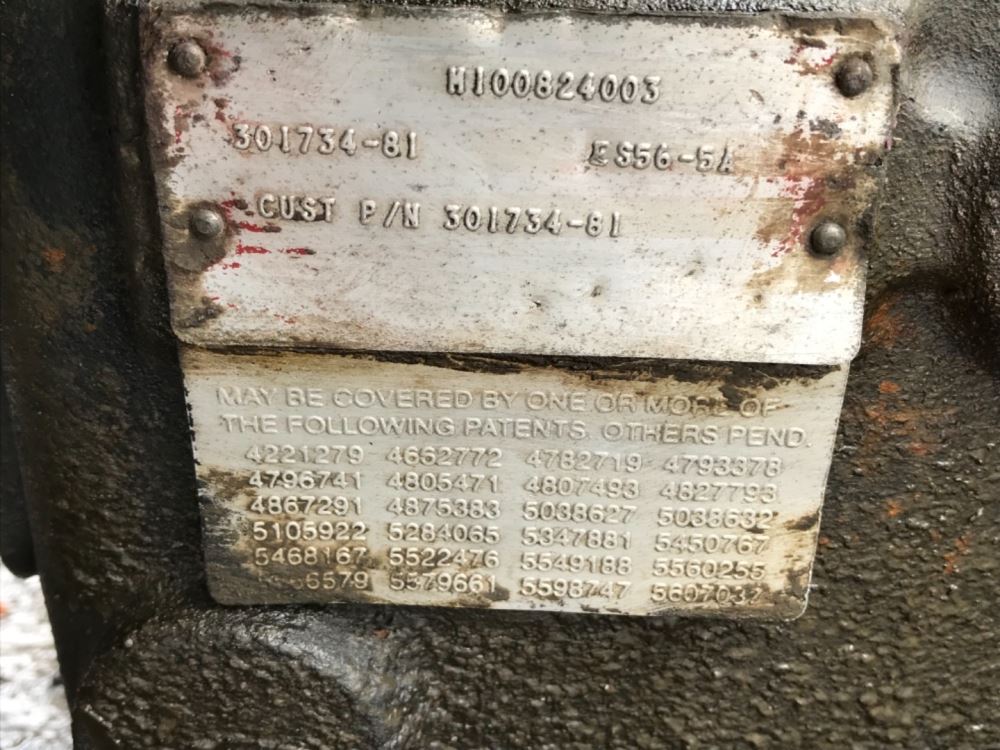 M100824003
301734-81 ES56-5A
CUST P/N 301734-81
MAY BE COVERED BY ONE OR MORE OF
THE FOLLOWING PATENTS. OTHERS PEND.
4221279 4662772 4782719 4793378
4796741 4805471 4807493 4827793
4867291 4875383 5038627 5038632
5105922 5284065 5347881 5450767
5468167 5522476 5549188 5560255
5579661 5598747 5607037